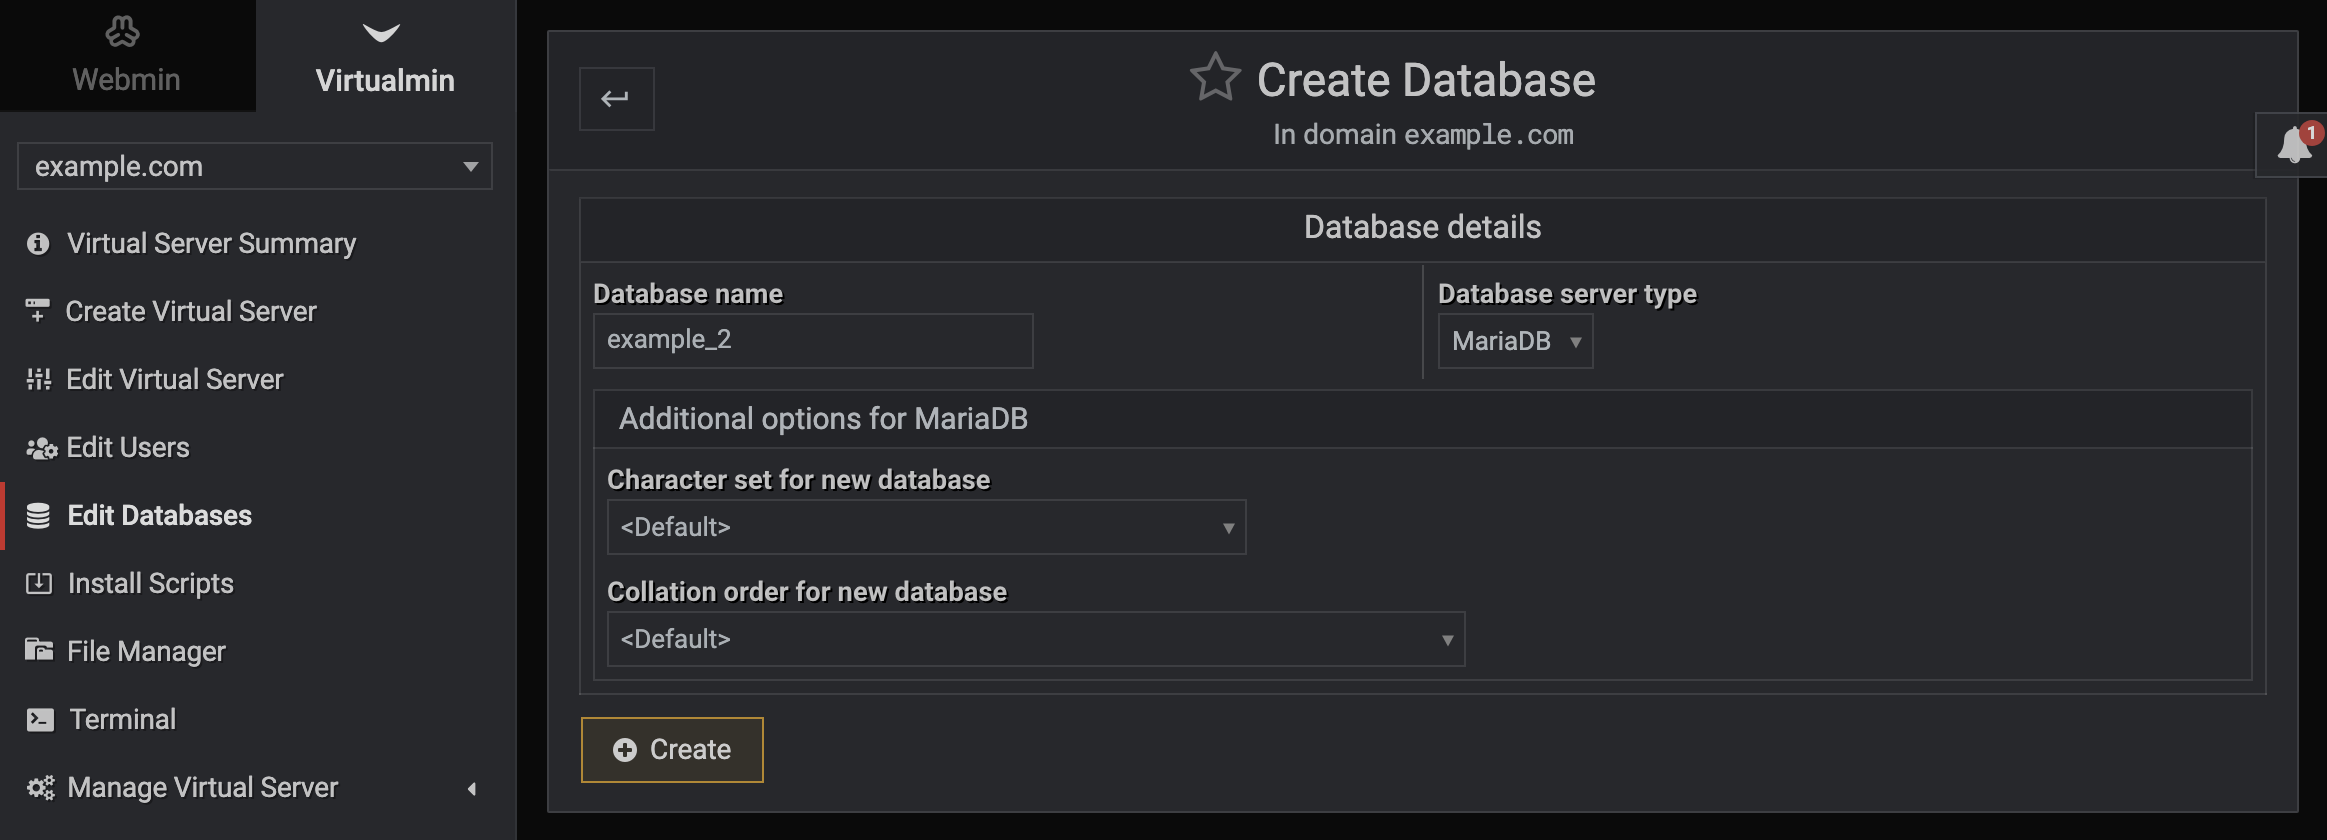 Webmin
Virtualmin
example.com
Virtual Server Summary
Create Virtual Server
Edit Virtual Server
Edit Users
Edit Databases
Install Scripts
File Manager
Terminal
Manage Virtual Server
Create Database
In domain example.com
1
Database details
Database name
example_2
Database server type
MariaDB
Additional options for MariaDB
Character set for new database
<Default>
Collation order for new database
<Default>
Create